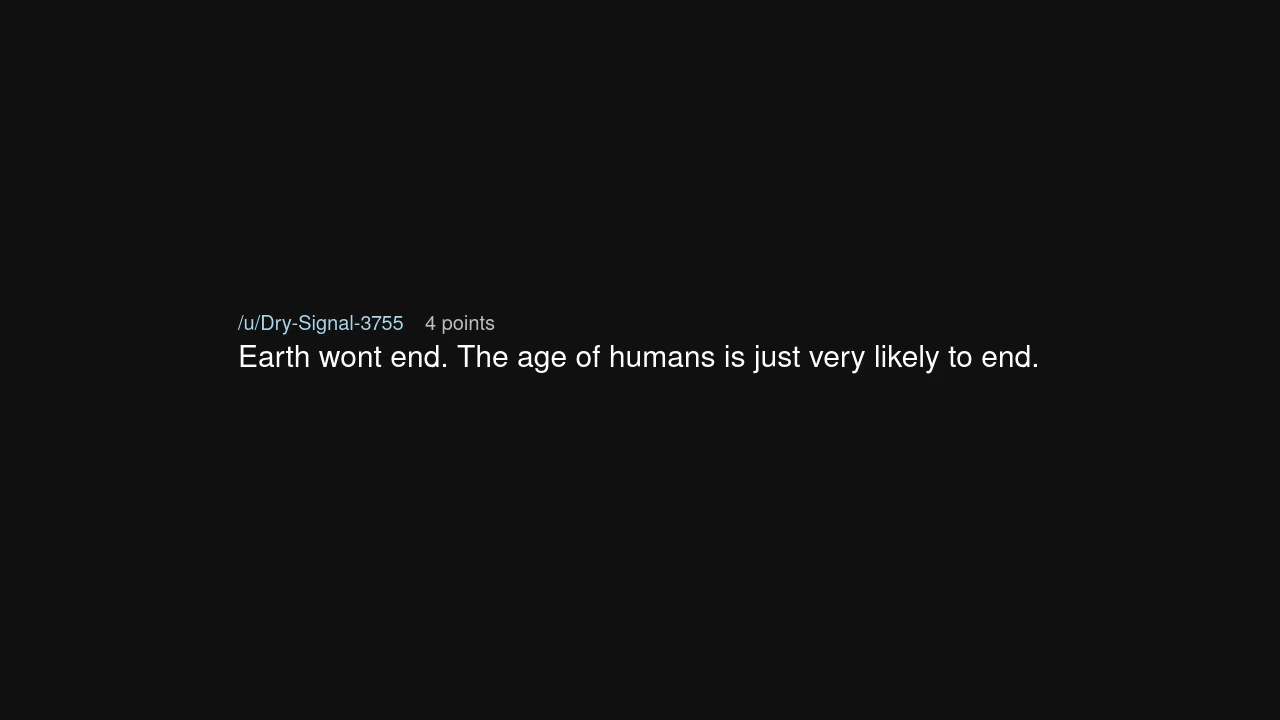 /u/Dry-Signal-3755 4 points
Earth wont end. The age of humans is just very likely to end.